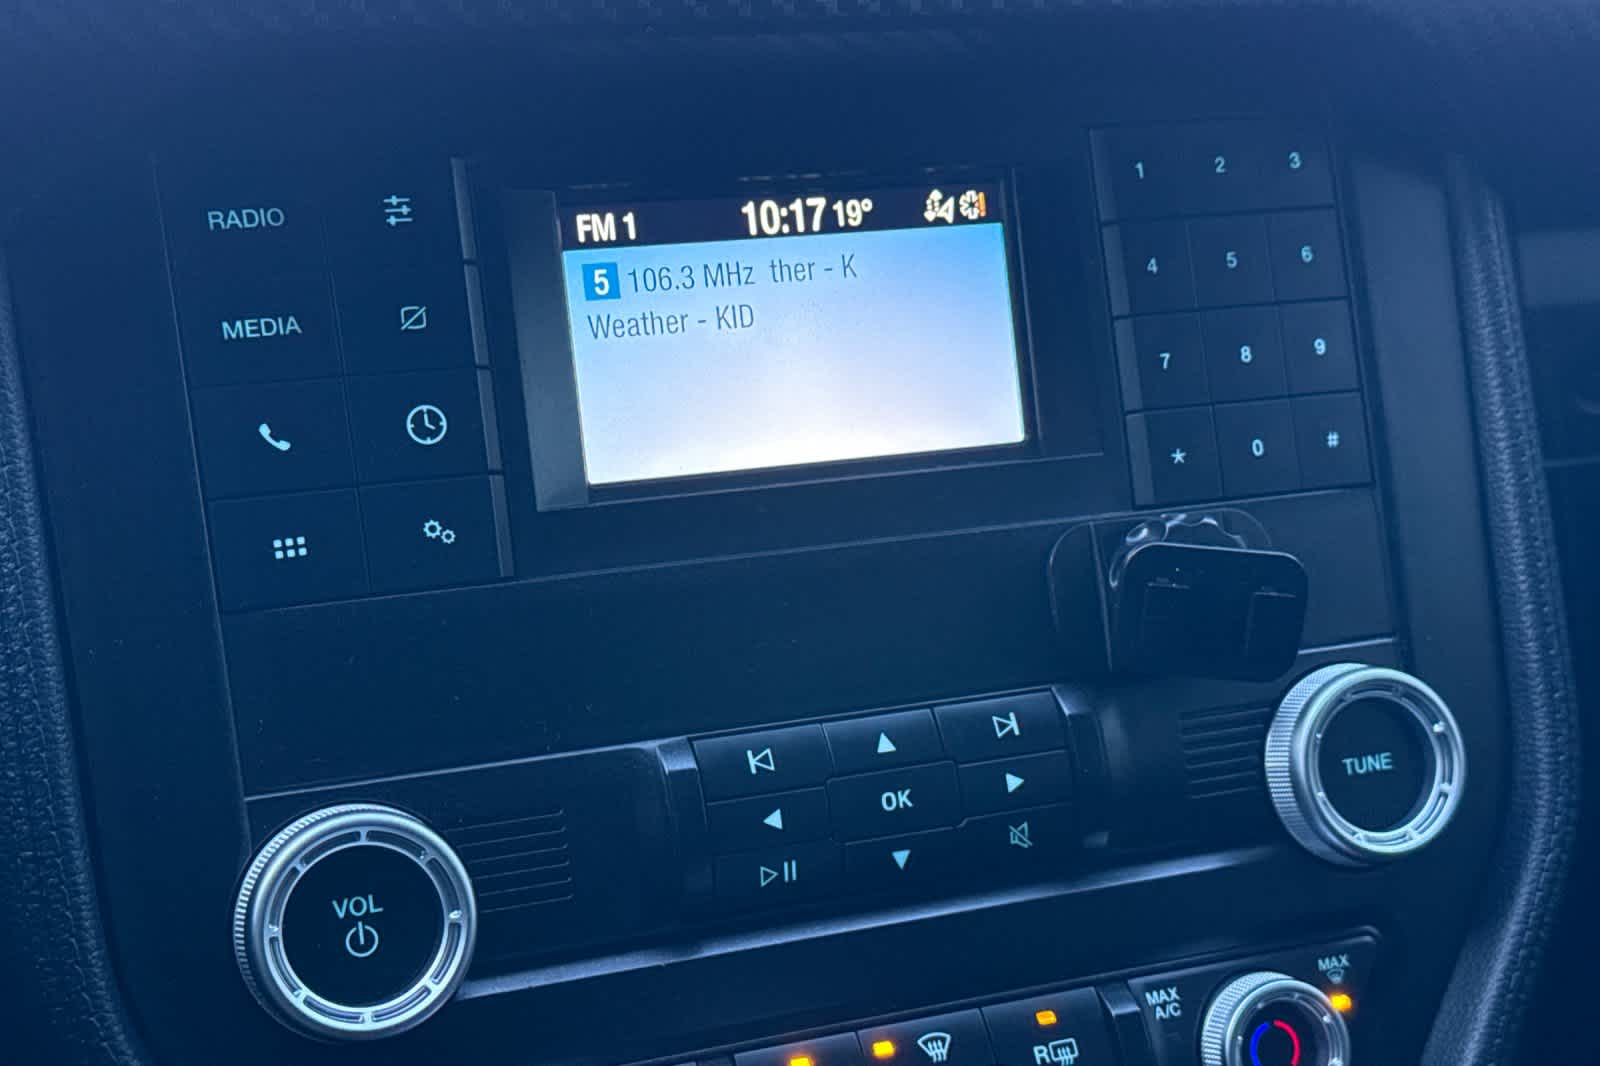 RADIO
MEDIA
FM 1 10:17 19°
5 106.3 MHz ther - K
Weather - KID
1 2 3
4 5 6
7 8 9
* 0 #
OK
TUNE
VOL
MAX
MAX
A/C
R